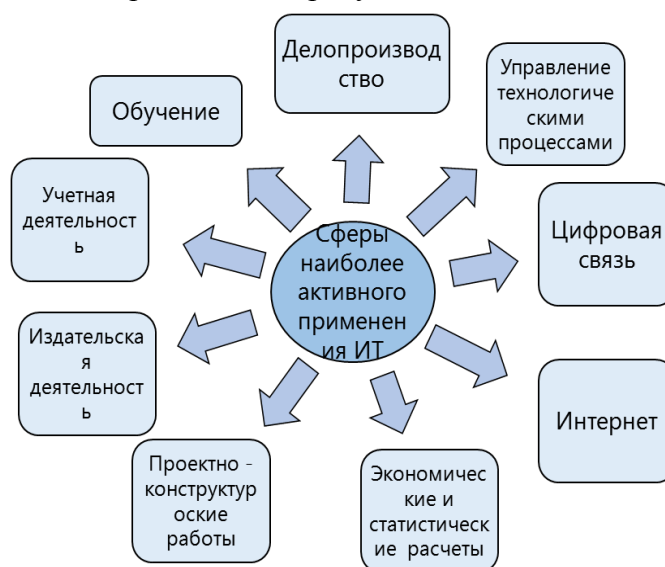 Делопроизвод
ство
Управление
технологиче
скими
процессами
Обучение
Учетная
деятельност
ь
Цифровая
связь
Сферы
наиболее
активного
применен
ия ИТ
Издательска
я
деятельност
ь
Интернет
Проектно -
конструктур
оские
работы
Экономичес
кие и
статистическ
ие расчеты